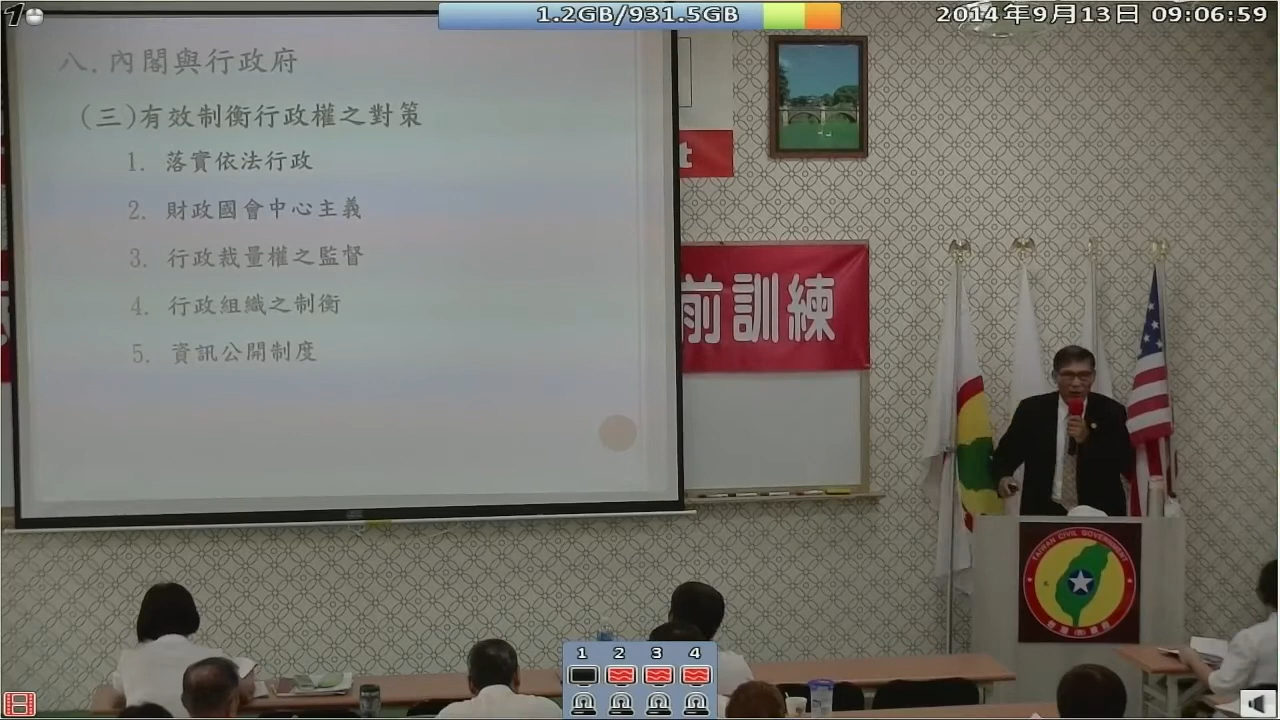 1
1.2GB/931.5GB
2014年9月13日 09:06:59
八.內閣與行政府
(三)有效制衡行政權之對策
1. 落實依法行政
2. 財政國會中心主義
3. 行政裁量權之監督
4. 行政組織之制衡
5. 資訊公開制度
t
前訓練
TAIWAN CIVIL GOVERNMENT
1 2 3 4